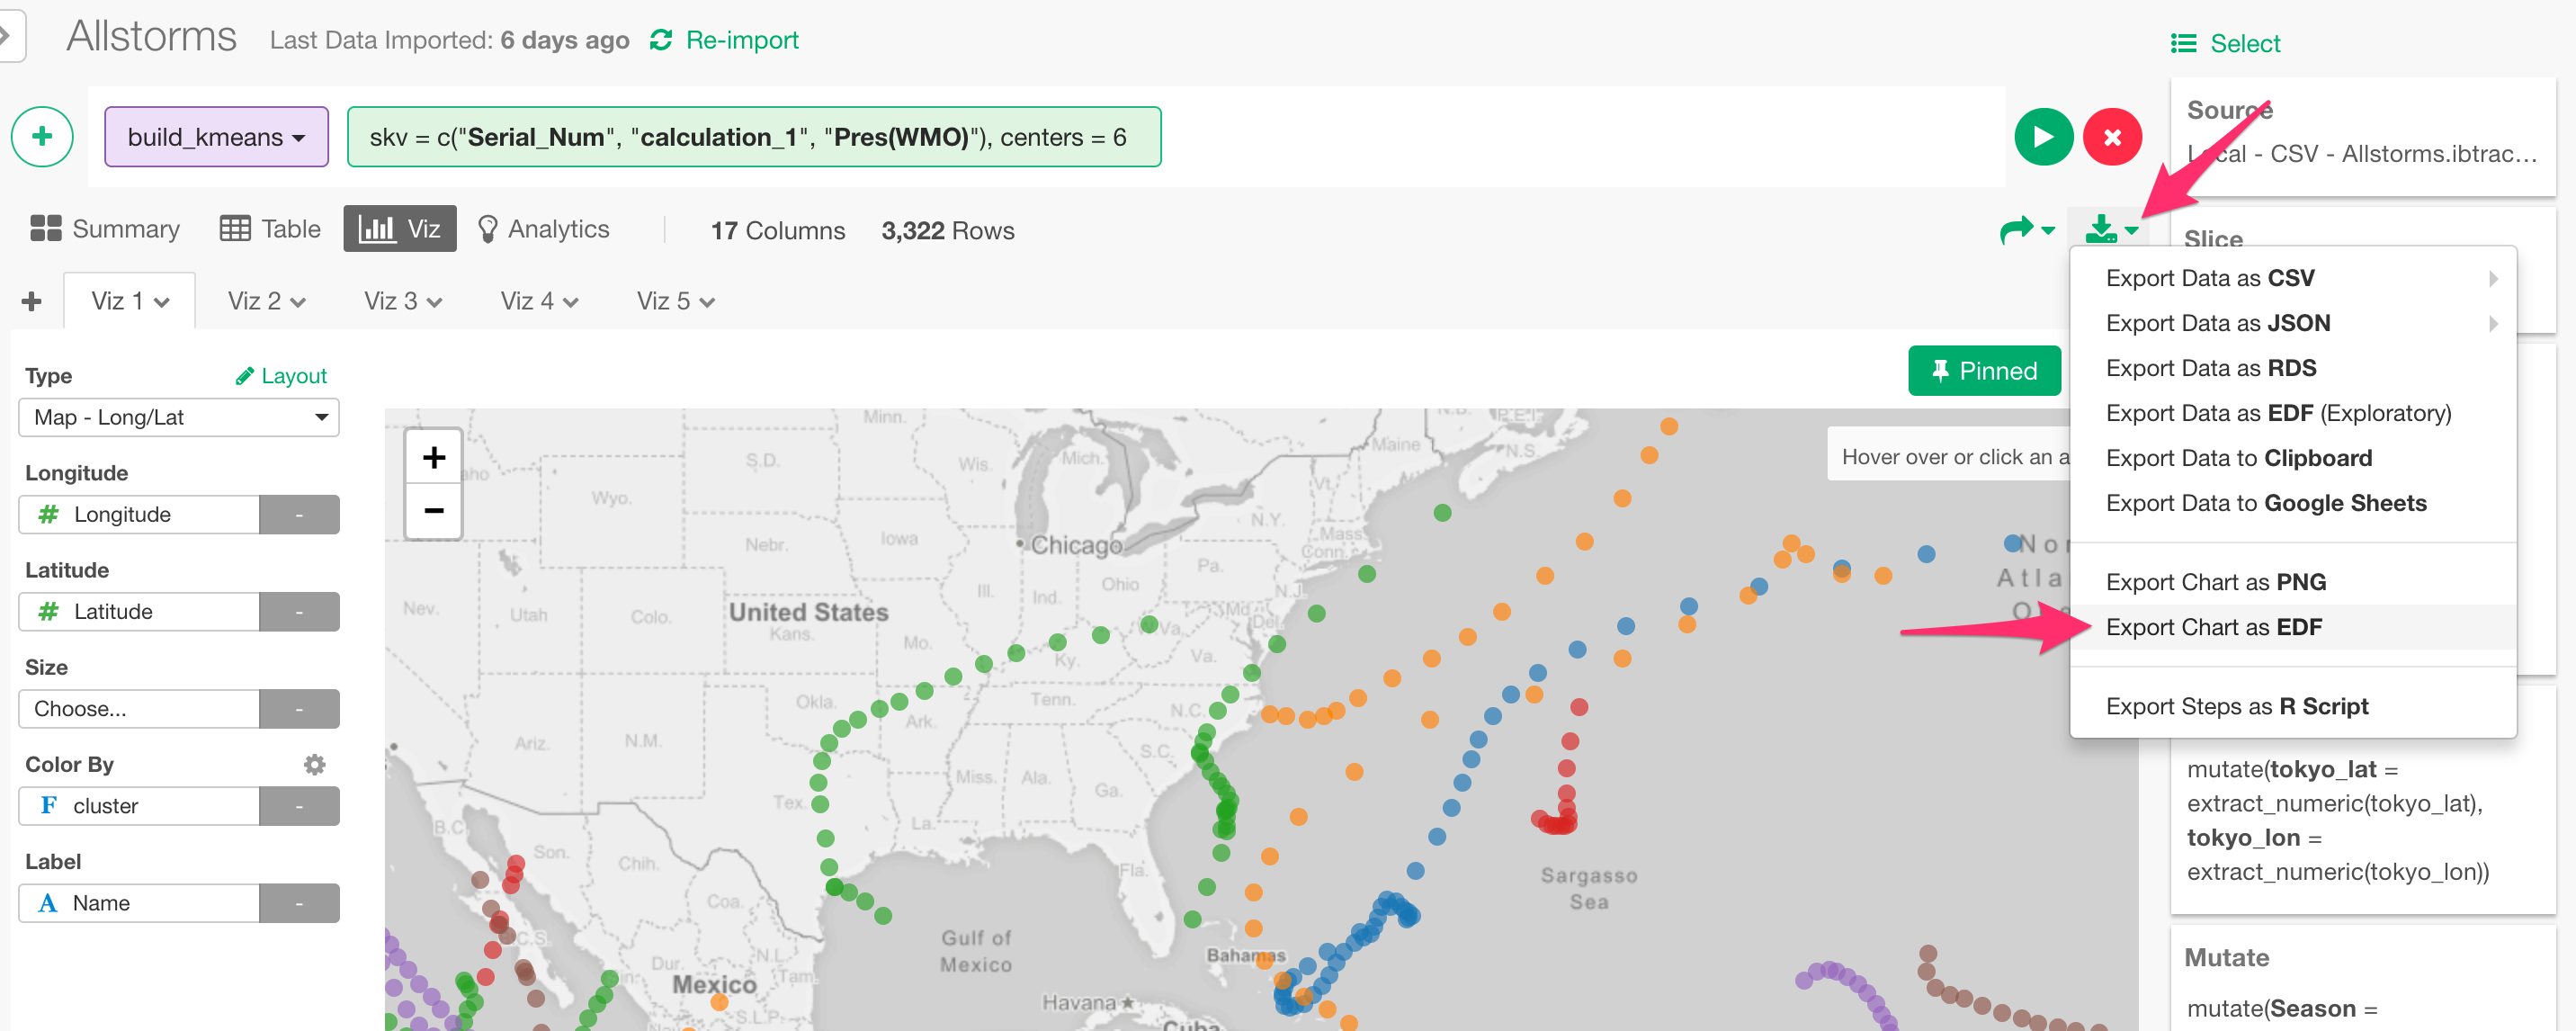 Allstorms Last Data Imported: 6 days ago Re-import
Select
build_kmeans
skv = c("Serial_Num", "calculation_1", "Pres(WMO)"), centers = 6
Source
Local - CSV - Allstorms.ibtrac...
Summary Table Viz Analytics 17 Columns 3,322 Rows
Slice
Viz 1 Viz 2 Viz 3 Viz 4 Viz 5
Export Data as CSV
Export Data as JSON
Export Data as RDS
Export Data as EDF (Exploratory)
Export Data to Clipboard
Export Data to Google Sheets
Export Chart as PNG
Export Chart as EDF
Export Steps as R Script
Type Layout
Map - Long/Lat
Longitude
# Longitude -
Latitude
# Latitude -
Size
Choose... -
Color By
F cluster -
Label
A Name -
Pinned
+
−
Hover over or click an a
Minn.
N.B. P.E.I.
Maine
N.S.
aho
S.D.
Wis.
Mich.
Vt.
Wyo.
N.Y.
Mass.
Conn.
Chicago
Iowa
Nebr.
Pa.
Nev.
Utah
Colo.
United States
Kans.
Ill.
Ind.
Ohio
N.J.
Md.
Del.
W.Va.
Mo.
Ky.
Va.
Okla.
Tenn.
N.C.
Ark.
Ariz.
N.M.
S.C.
Miss.
Ala.
Ga.
Tex.
La.
B.C.
Son.
Chih.
Fla.
Coa.
B.C.S.
Gulf of
Mexico
Sargasso
Sea
Bahamas
Dur.
N.L.
Tam.
Mexico
Havana
S.L.P.
Cuba
Nor
Atla
mutate(tokyo_lat =
extract_numeric(tokyo_lat),
tokyo_lon =
extract_numeric(tokyo_lon))
Mutate
mutate(Season =